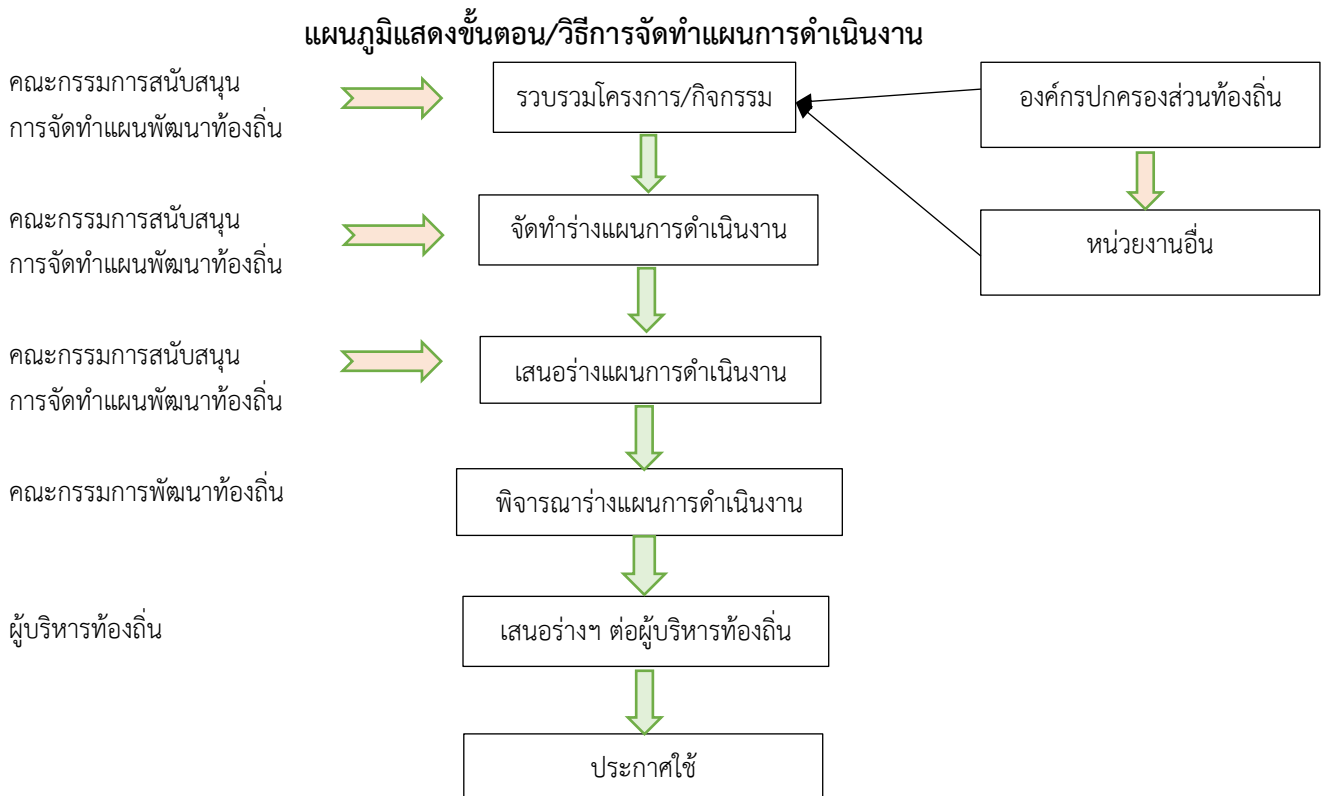 แผนภูมิแสดงขั้นตอน/วิธีการจัดทำแผนการดำเนินงาน
คณะกรรมการสนับสนุน
การจัดทำแผนพัฒนาท้องถิ่น
รวบรวมโครงการ/กิจกรรม
องค์กรปกครองส่วนท้องถิ่น
คณะกรรมการสนับสนุน
การจัดทำแผนพัฒนาท้องถิ่น
จัดทำร่างแผนการดำเนินงาน
หน่วยงานอื่น
คณะกรรมการสนับสนุน
การจัดทำแผนพัฒนาท้องถิ่น
เสนอร่างแผนการดำเนินงาน
คณะกรรมการพัฒนาท้องถิ่น
พิจารณาร่างแผนการดำเนินงาน
ผู้บริหารท้องถิ่น
เสนอร่างฯ ต่อผู้บริหารท้องถิ่น
ประกาศใช้